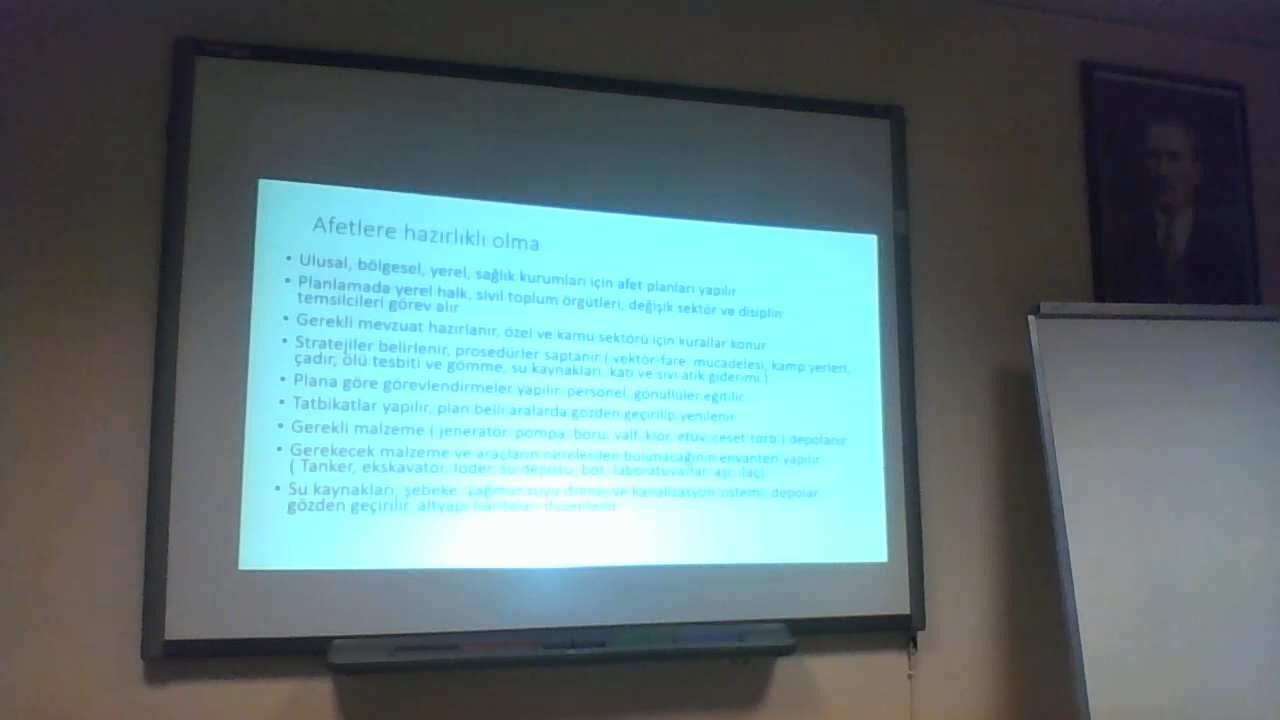 Afetlere hazırlıklı olma
• Ulusal, bölgesel, yerel, sağlık kurumları için afet planları yapılır
• Planlamada yerel halk, sivil toplum örgütleri, değişik sektör ve disiplin
temsilcileri görev alır
• Gerekli mevzuat hazırlanır, özel ve kamu sektörü için kurallar konur
• Stratejiler belirlenir, prosedürler saptanır ( vektör-fare mücadelesi, kamp yerleri,
çadır, ölü tesbiti ve gömme, su kaynakları, katı ve sıvı atık giderimi )
• Plana göre görevlendirmeler yapılır, personel, gönüllüler eğitilir
• Tatbikatlar yapılır, plan belli aralarda gözden geçirilip yenilenir
• Gerekli malzeme ( jeneratör, pompa, boru, valf, klor, etüv, ceset torb ) depolanır
• Gerekecek malzeme ve araçların nerelerden bulunacağının envanteri yapılır
( Tanker, ekskavatör, loder, su deposu, bot, laboratuvarlar, aşı, ilaç)
• Su kaynakları, şebeke, yağmur suyu drenaj ve kanalizasyon sistemi, depolar
gözden geçirilir, altyapı